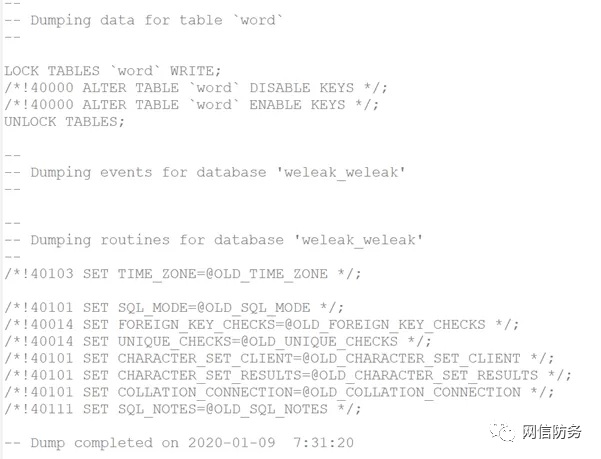 --
-- Dumping data for table `word`
--
LOCK TABLES `word` WRITE;
/*!40000 ALTER TABLE `word` DISABLE KEYS */;
/*!40000 ALTER TABLE `word` ENABLE KEYS */;
UNLOCK TABLES;
--
-- Dumping events for database 'weleak_weleak'
--
--
-- Dumping routines for database 'weleak_weleak'
--
/*!40103 SET TIME_ZONE=@OLD_TIME_ZONE */;
/*!40101 SET SQL_MODE=@OLD_SQL_MODE */;
/*!40014 SET FOREIGN_KEY_CHECKS=@OLD_FOREIGN_KEY_CHECKS */;
/*!40014 SET UNIQUE_CHECKS=@OLD_UNIQUE_CHECKS */;
/*!40101 SET CHARACTER_SET_CLIENT=@OLD_CHARACTER_SET_CLIENT */;
/*!40101 SET CHARACTER_SET_RESULTS=@OLD_CHARACTER_SET_RESULTS */;
/*!40101 SET COLLATION_CONNECTION=@OLD_COLLATION_CONNECTION */;
/*!40111 SET SQL_NOTES=@OLD_SQL_NOTES */;
-- Dump completed on 2020-01-09  7:31:20
网信防务